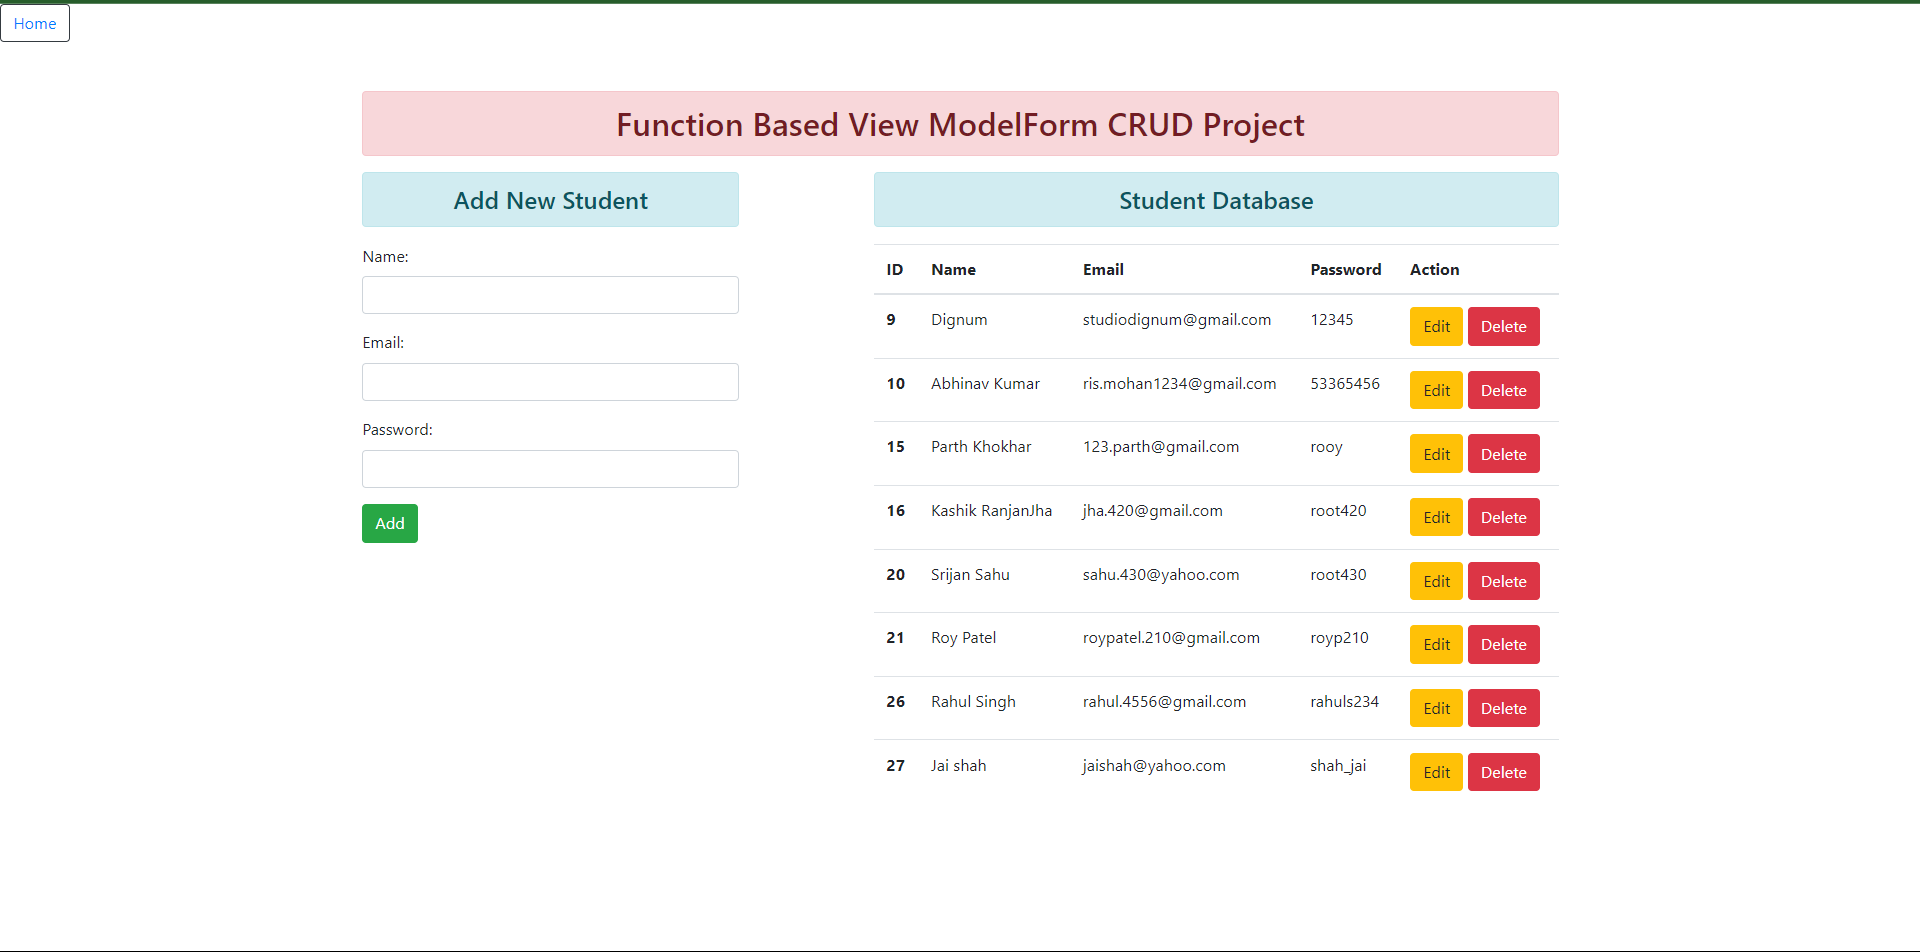 Home
Function Based View ModelForm CRUD Project
Add New Student
Name:
Email:
Password:
Add
Student Database
ID Name Email Password Action
9 Dignum studiodignum@gmail.com 12345 Edit Delete
10 Abhinav Kumar ris.mohan1234@gmail.com 53365456 Edit Delete
15 Parth Khokhar 123.parth@gmail.com rooy Edit Delete
16 Kashik RanjanJha jha.420@gmail.com root420 Edit Delete
20 Srijan Sahu sahu.430@yahoo.com root430 Edit Delete
21 Roy Patel roypatel.210@gmail.com royp210 Edit Delete
26 Rahul Singh rahul.4556@gmail.com rahuls234 Edit Delete
27 Jai shah jaishah@yahoo.com shah_jai Edit Delete